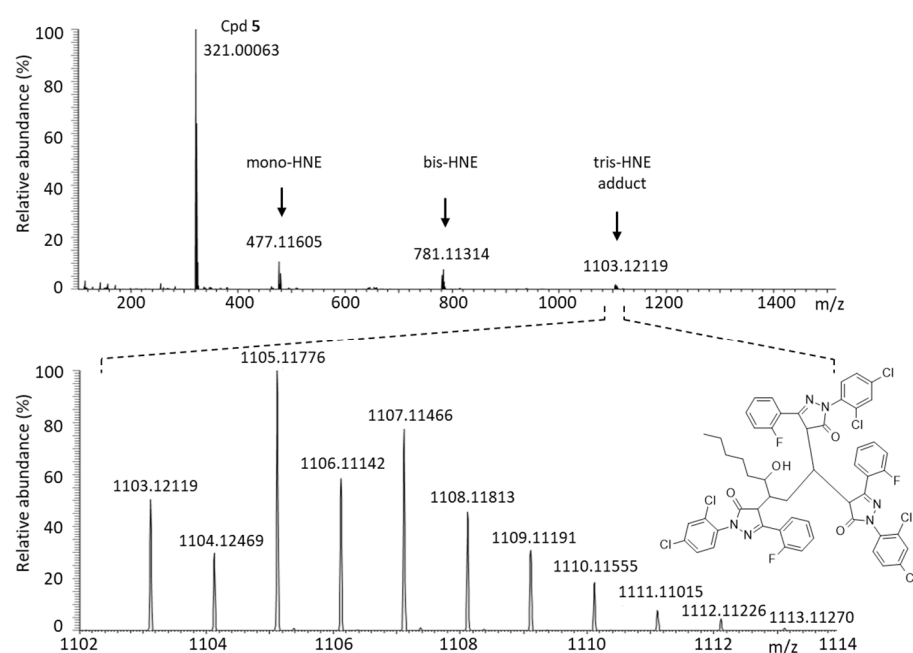 Cpd 5
321.00063
mono-HNE
bis-HNE
tris-HNE
adduct
477.11605
781.11314
1103.12119
Relative abundance (%)
100
80
60
40
20
0
200
400
600
800
1000
1200
1400
m/z
1105.11776
1107.11466
1103.12119
1106.11142
1104.12469
1108.11813
1109.11191
1110.11555
1111.11015
1112.11226
1113.11270
Relative abundance (%)
100
80
60
40
20
0
1102
1104
1106
1108
1110
1112
1114
m/z
Cl
N
N
Cl
F
O
OH
F
N
N
O
Cl
Cl
Cl
O
N
N
Cl
F